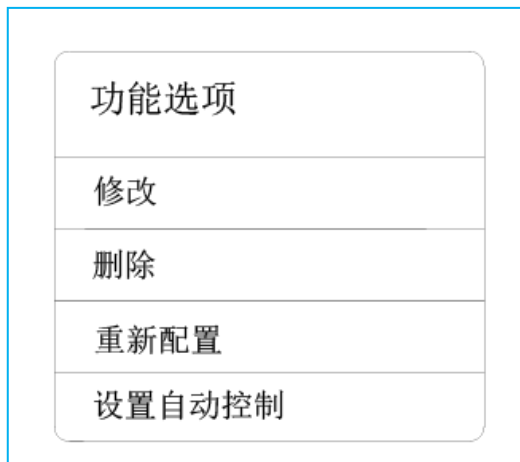 功能选项
修改
删除
重新配置
设置自动控制